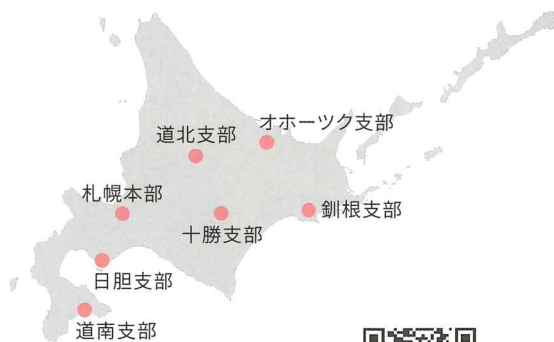 オホーツク支部
道北支部
札幌本部
釧根支部
十勝支部
日胆支部
道南支部